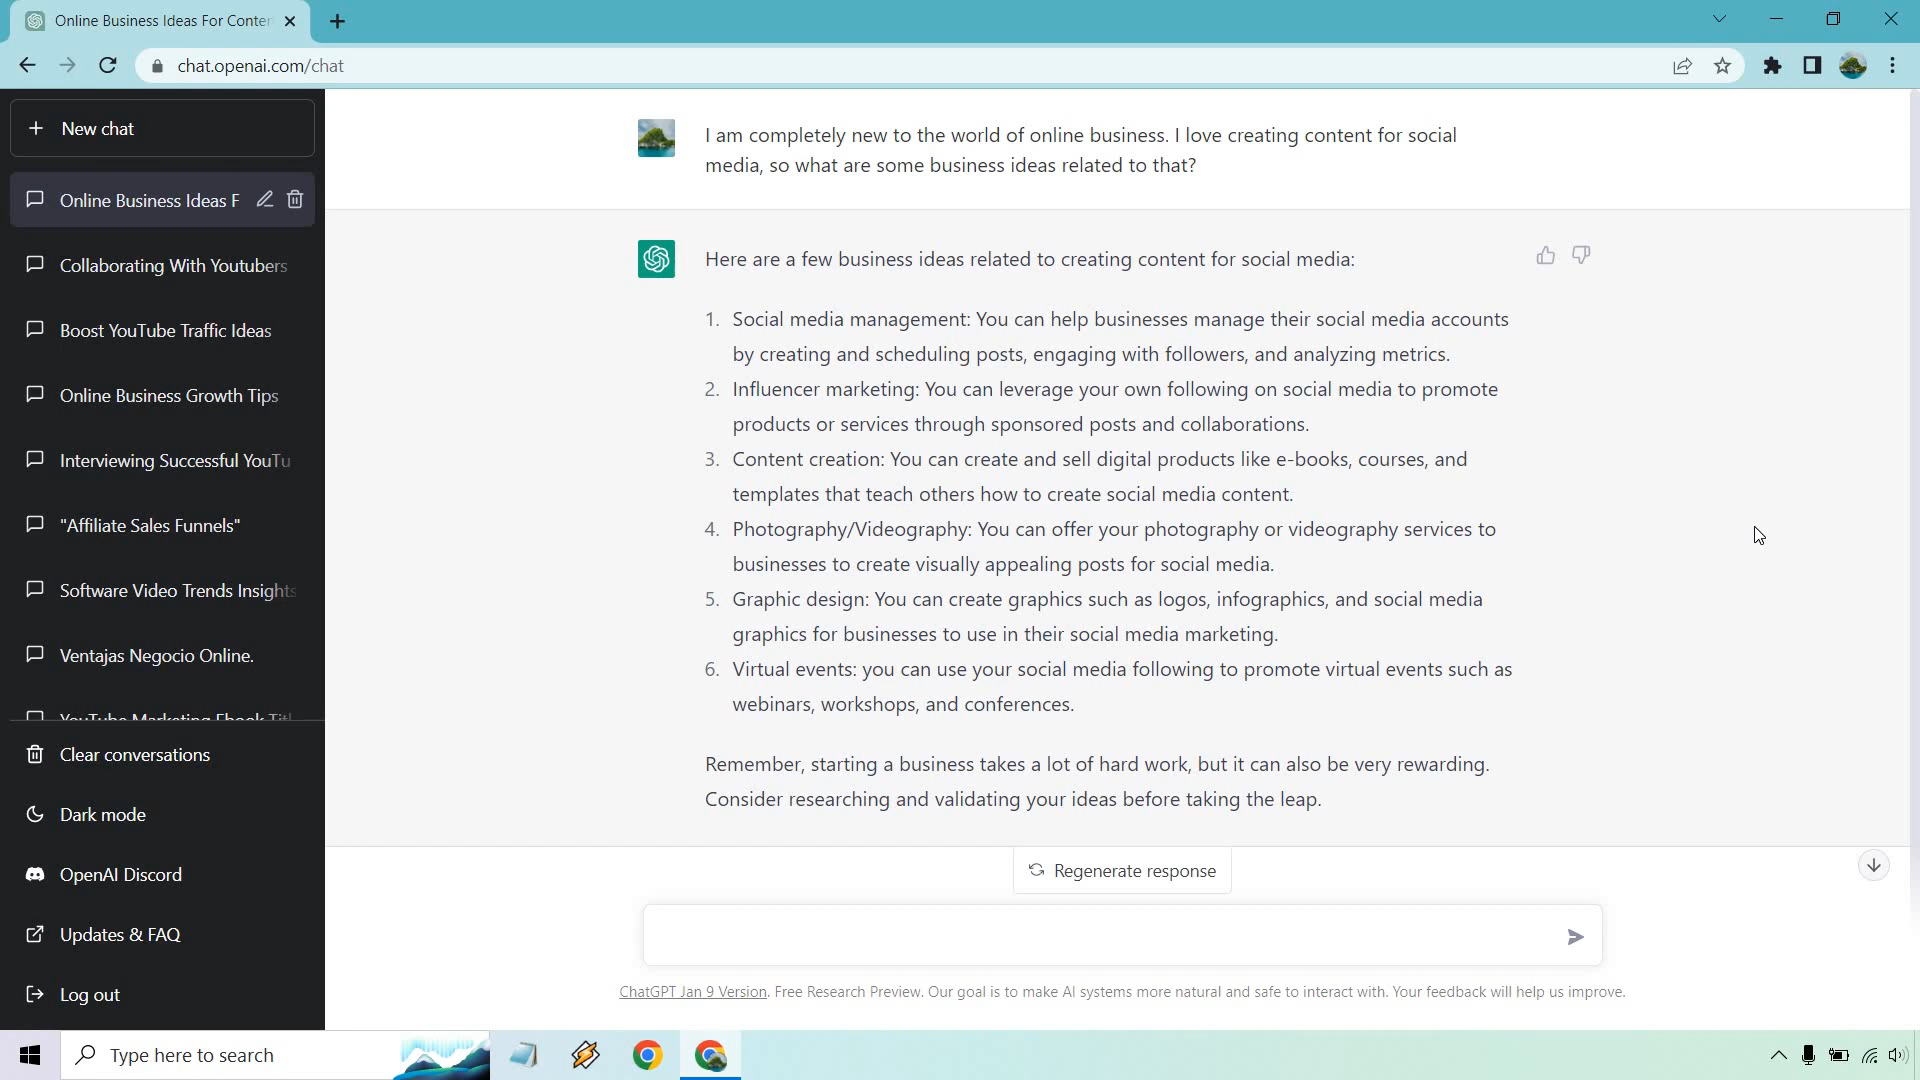 Online Business Ideas For Conter
chat.openai.com/chat
New chat
Online Business Ideas F
Collaborating With Youtubers
Boost YouTube Traffic Ideas
Online Business Growth Tips
Interviewing Successful YouTu
"Affiliate Sales Funnels"
Software Video Trends Insights
Ventajas Negocio Online.
YouTube Marketing Ebook Titl
Clear conversations
Dark mode
OpenAI Discord
Updates & FAQ
Log out
I am completely new to the world of online business. I love creating content for social
media, so what are some business ideas related to that?
Here are a few business ideas related to creating content for social media:
1. Social media management: You can help businesses manage their social media accounts
by creating and scheduling posts, engaging with followers, and analyzing metrics.
2. Influencer marketing: You can leverage your own following on social media to promote
products or services through sponsored posts and collaborations.
3. Content creation: You can create and sell digital products like e-books, courses, and
templates that teach others how to create social media content.
4. Photography/Videography: You can offer your photography or videography services to
businesses to create visually appealing posts for social media.
5. Graphic design: You can create graphics such as logos, infographics, and social media
graphics for businesses to use in their social media marketing.
6. Virtual events: you can use your social media following to promote virtual events such as
webinars, workshops, and conferences.
Remember, starting a business takes a lot of hard work, but it can also be very rewarding.
Consider researching and validating your ideas before taking the leap.
Regenerate response
ChatGPT Jan 9 Version. Free Research Preview. Our goal is to make AI systems more natural and safe to interact with. Your feedback will help us improve.
Type here to search